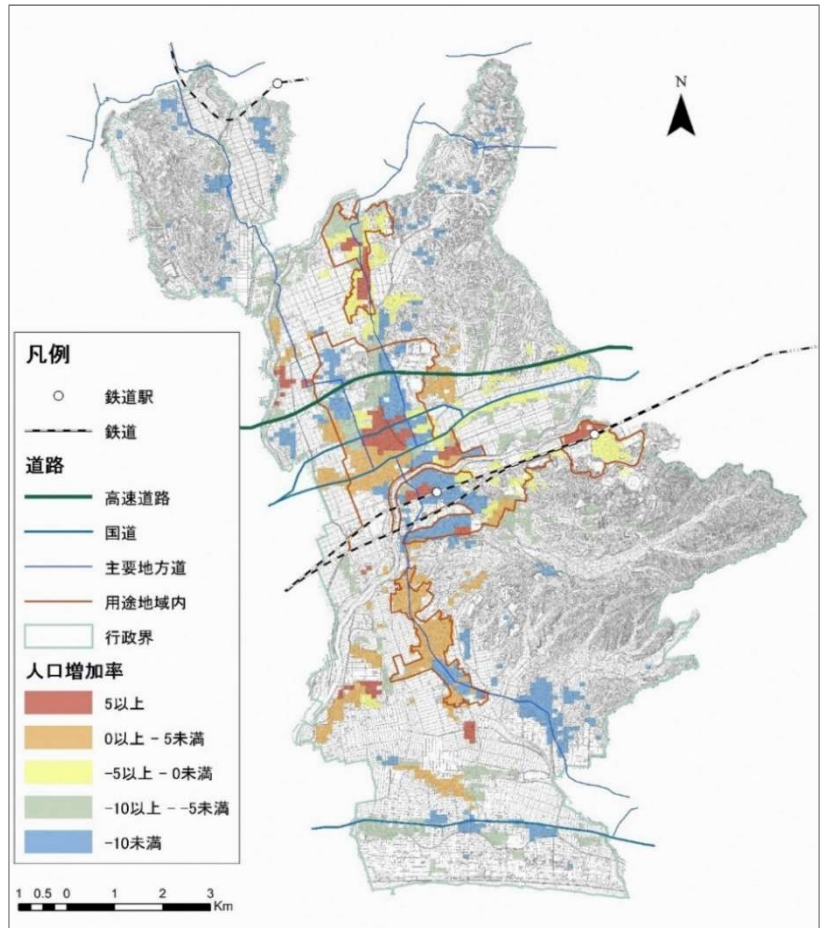 N
凡例
鉄道駅
鉄道
道路
高速道路
国道
主要地方道
用途地域内
行政界
人口増加率
5以上
0以上 - 5未満
-5以上 - 0未満
-10以上 - -5未満
-10未満
1 0.5 0 1 2 3
Km